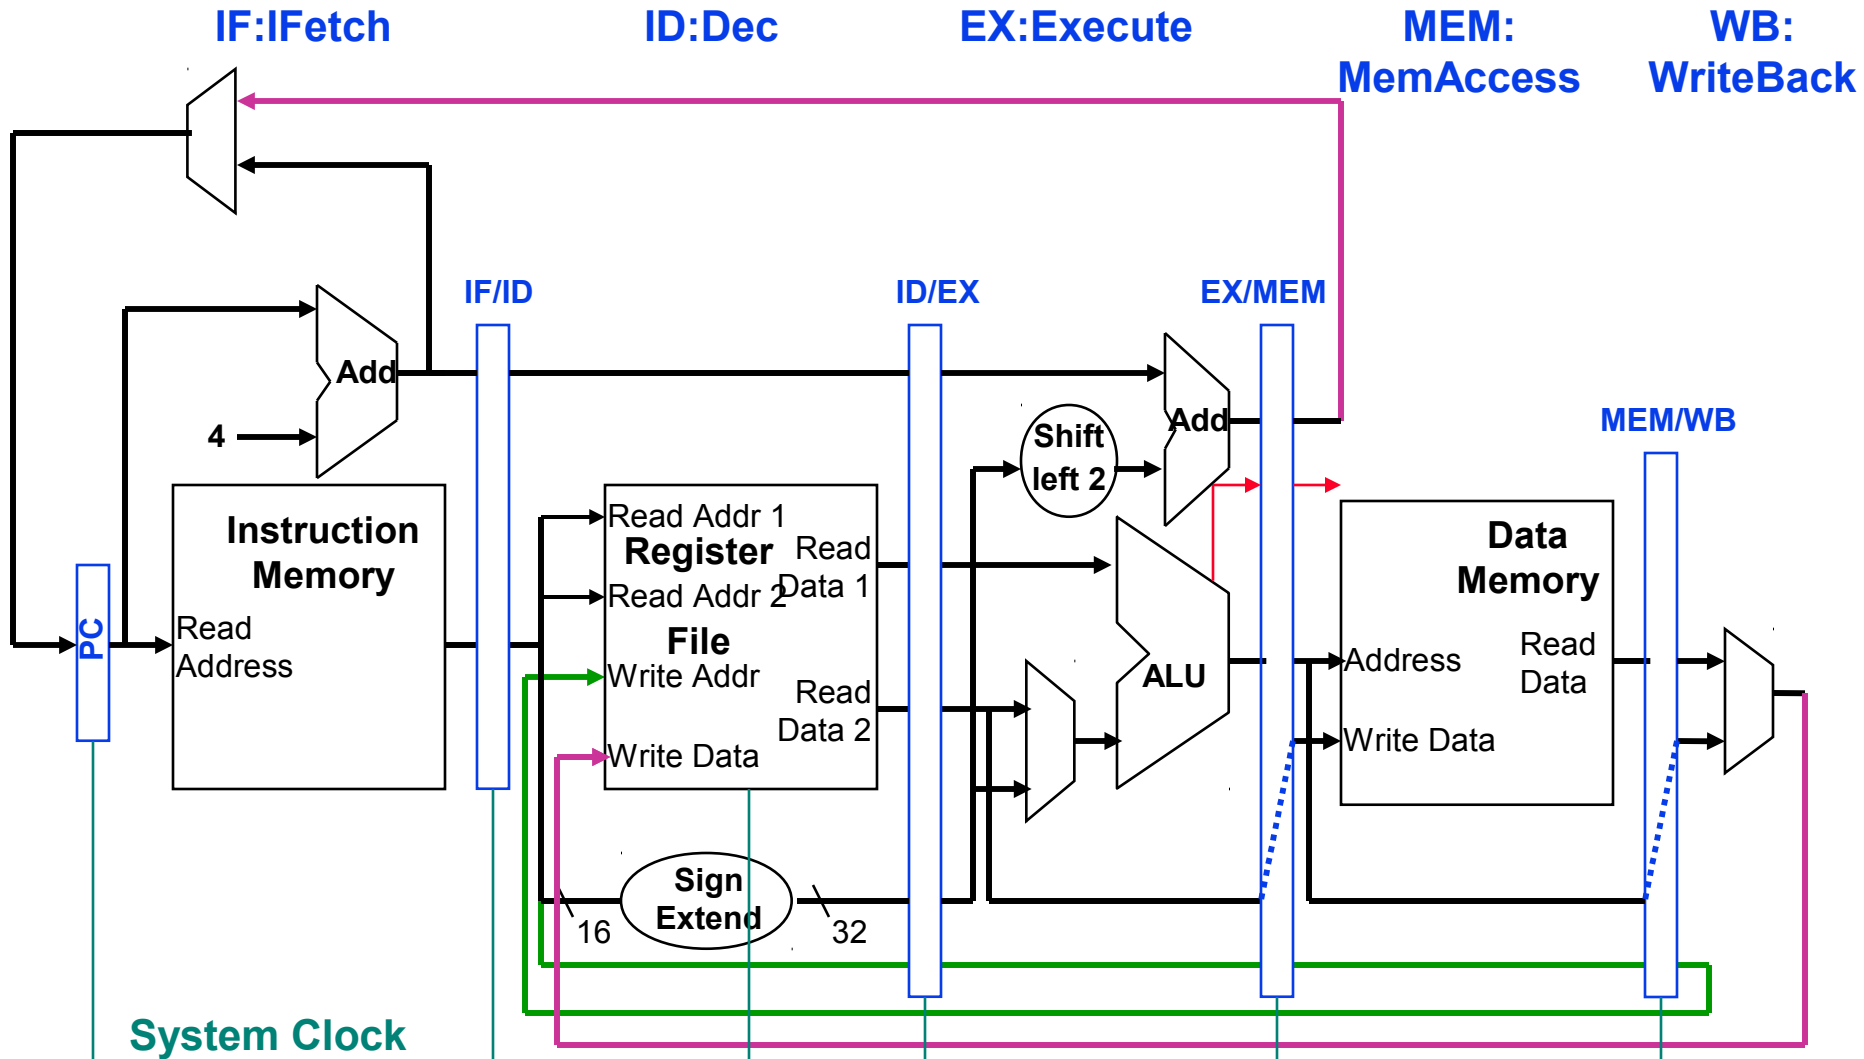 IF:IFetch
ID:Dec
EX:Execute
MEM:
MemAccess
WB:
WriteBack
IF/ID
ID/EX
EX/MEM
MEM/WB
Add
4
Add
Shift
left 2
Instruction
Memory
Read
Address
PC
Read Addr 1
Register
Read Addr 2
File
Write Addr
Write Data
Read
Data 1
Read
Data 2
ALU
Data
Memory
Address
Read
Data
Write Data
Sign
Extend
16
32
System Clock